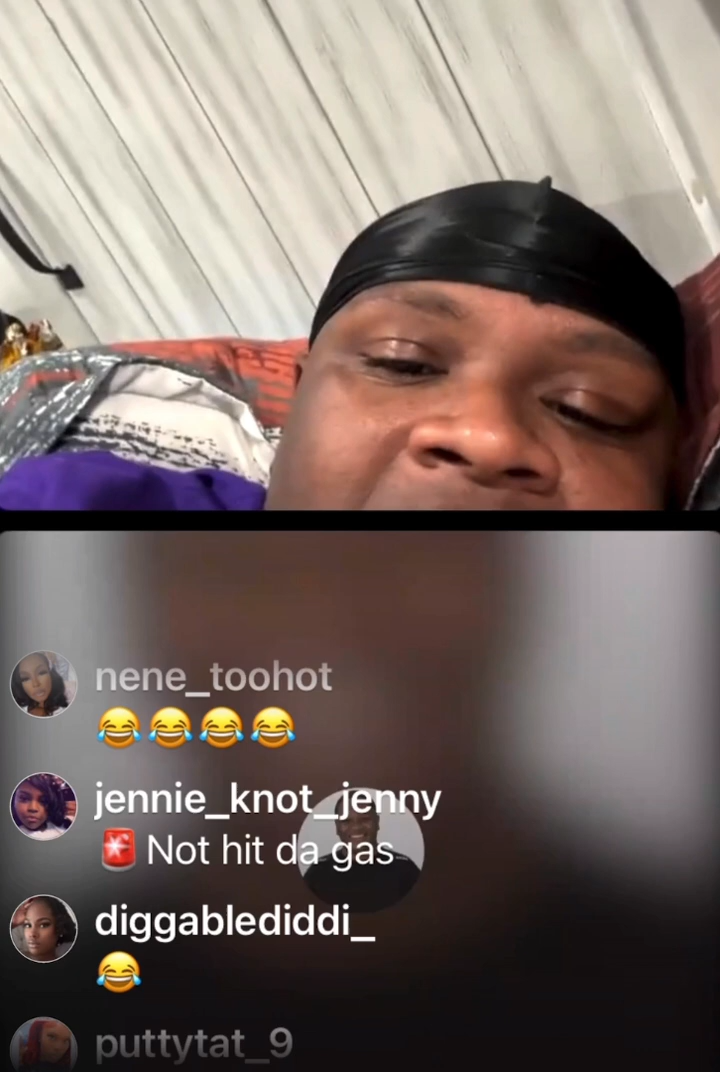 nene_toohot
😂😂😂😂
jennie_knot_jenny
🚨 Not hit da gas
diggablediddi_
😂
puttytat_9